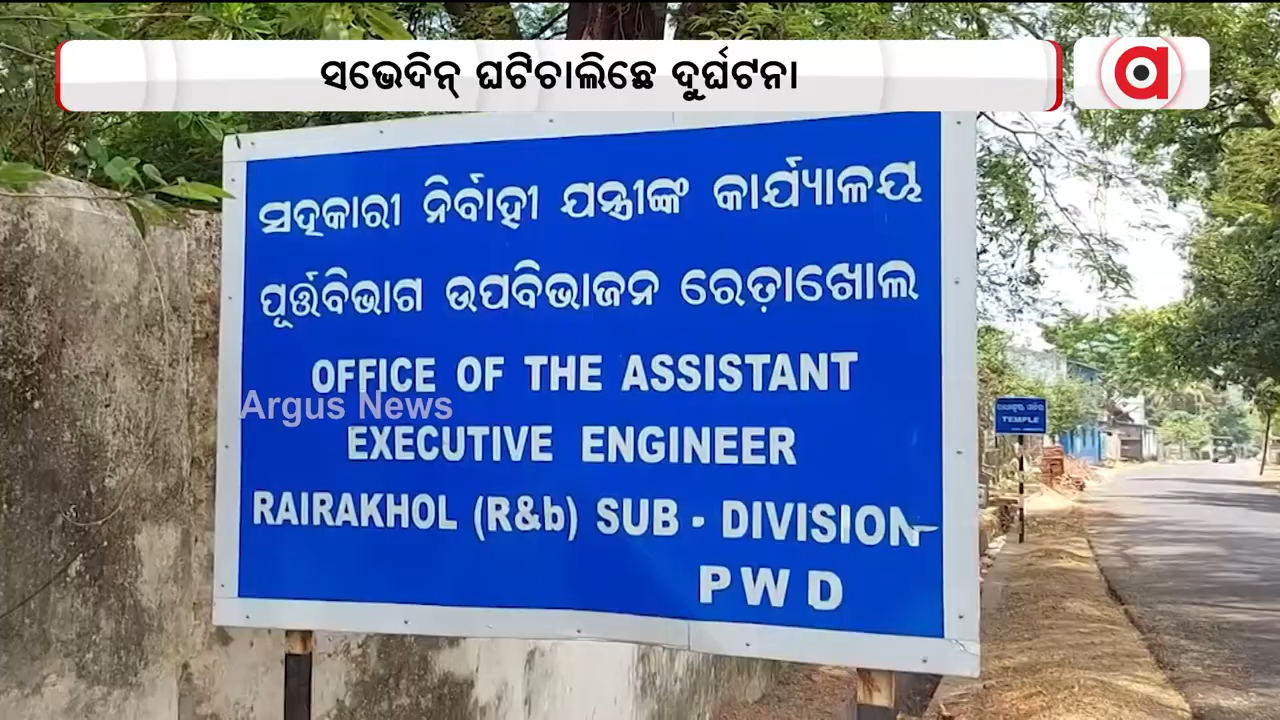 ସଭେଦିନ୍ ଘଟିଚାଲିଛେ ଦୁର୍ଘଟନା
a
ସହକାରୀ ନିର୍ବାହୀ ଯନ୍ତ୍ରୀଙ୍କ କାର୍ଯ୍ୟାଳୟ
ପୂର୍ତ୍ତବିଭାଗ ଉପବିଭାଜନ ରେଢ଼ାଖୋଲ
OFFICE OF THE ASSISTANT
Argus News
EXECUTIVE ENGINEER
RAIRAKHOL (R&b) SUB - DIVISION
PWD
TEMPLE